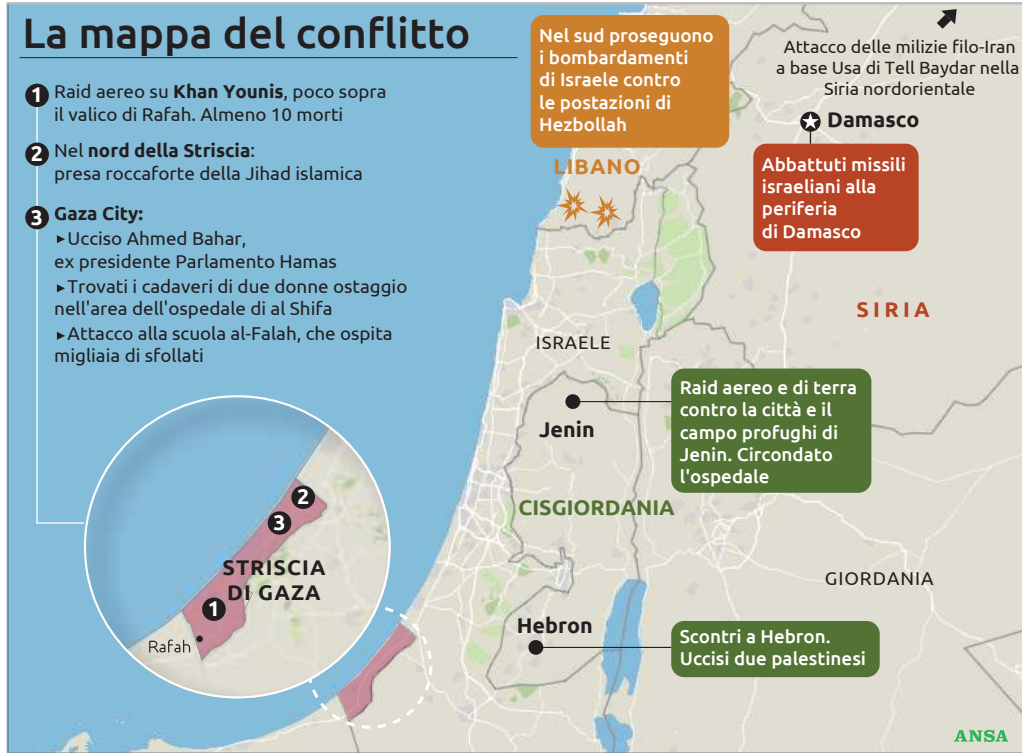 La mappa del conflitto
1 Raid aereo su Khan Younis, poco sopra
il valico di Rafah. Almeno 10 morti
2 Nel nord della Striscia:
presa roccaforte della Jihad islamica
3 Gaza City:
▸Ucciso Ahmed Bahar,
ex presidente Parlamento Hamas
▸Trovati i cadaveri di due donne ostaggio
nell'area dell'ospedale di al Shifa
▸Attacco alla scuola al-Falah, che ospita
migliaia di sfollati
2
3
STRISCIA
DI GAZA
1
Rafah
Nel sud proseguono
i bombardamenti
di Israele contro
le postazioni di
Hezbollah
LIBANO
Attacco delle milizie filo-Iran
a base Usa di Tell Baydar nella
Siria nordorientale
Damasco
Abbattuti missili
israeliani alla
periferia
di Damasco
SIRIA
ISRAELE
Jenin
Raid aereo e di terra
contro la città e il
campo profughi di
Jenin. Circondato
l'ospedale
CISGIORDANIA
GIORDANIA
Hebron
Scontri a Hebron.
Uccisi due palestinesi
ANSA